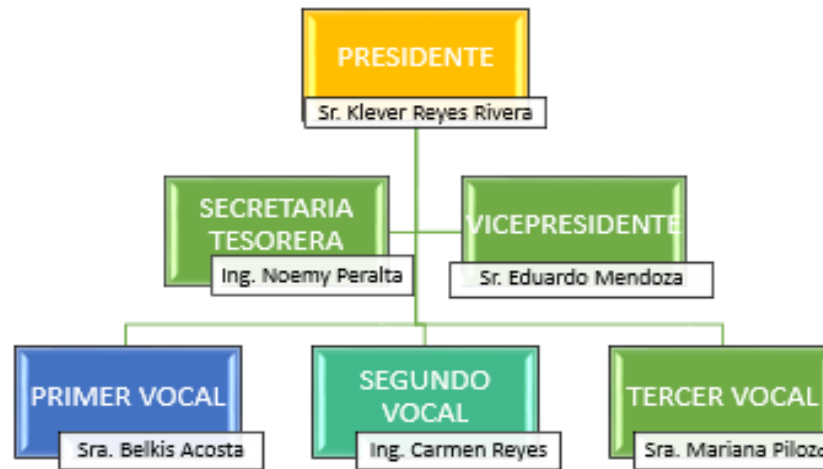 PRESIDENTE
Sr. Klever Reyes Rivera
SECRETARIA
TESORERA
Ing. Noemy Peralta
VICEPRESIDENTE
Sr. Eduardo Mendoza
PRIMER VOCAL
Sra. Belkis Acosta
SEGUNDO
VOCAL
Ing. Carmen Reyes
TERCER VOCAL
Sra. Mariana